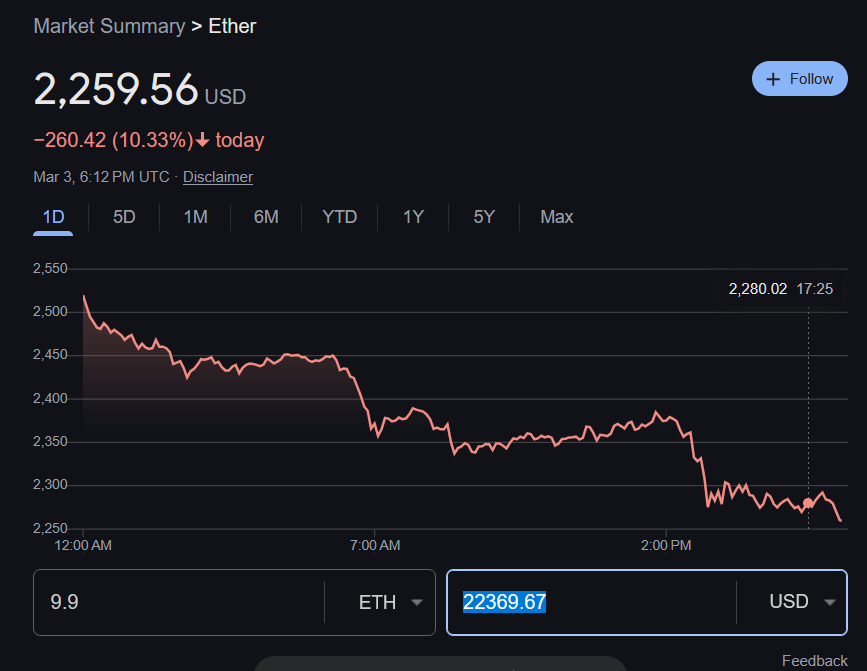 Market Summary > Ether
2,259.56 USD
+ Follow
−260.42 (10.33%) ↓ today
Mar 3, 6:12 PM UTC · Disclaimer
1D 5D 1M 6M YTD 1Y 5Y Max
2,550
2,280.02 17:25
2,500
2,450
2,400
2,350
2,300
2,250
12:00 AM 7:00 AM 2:00 PM
9.9 ETH 22369.67 USD
Feedback